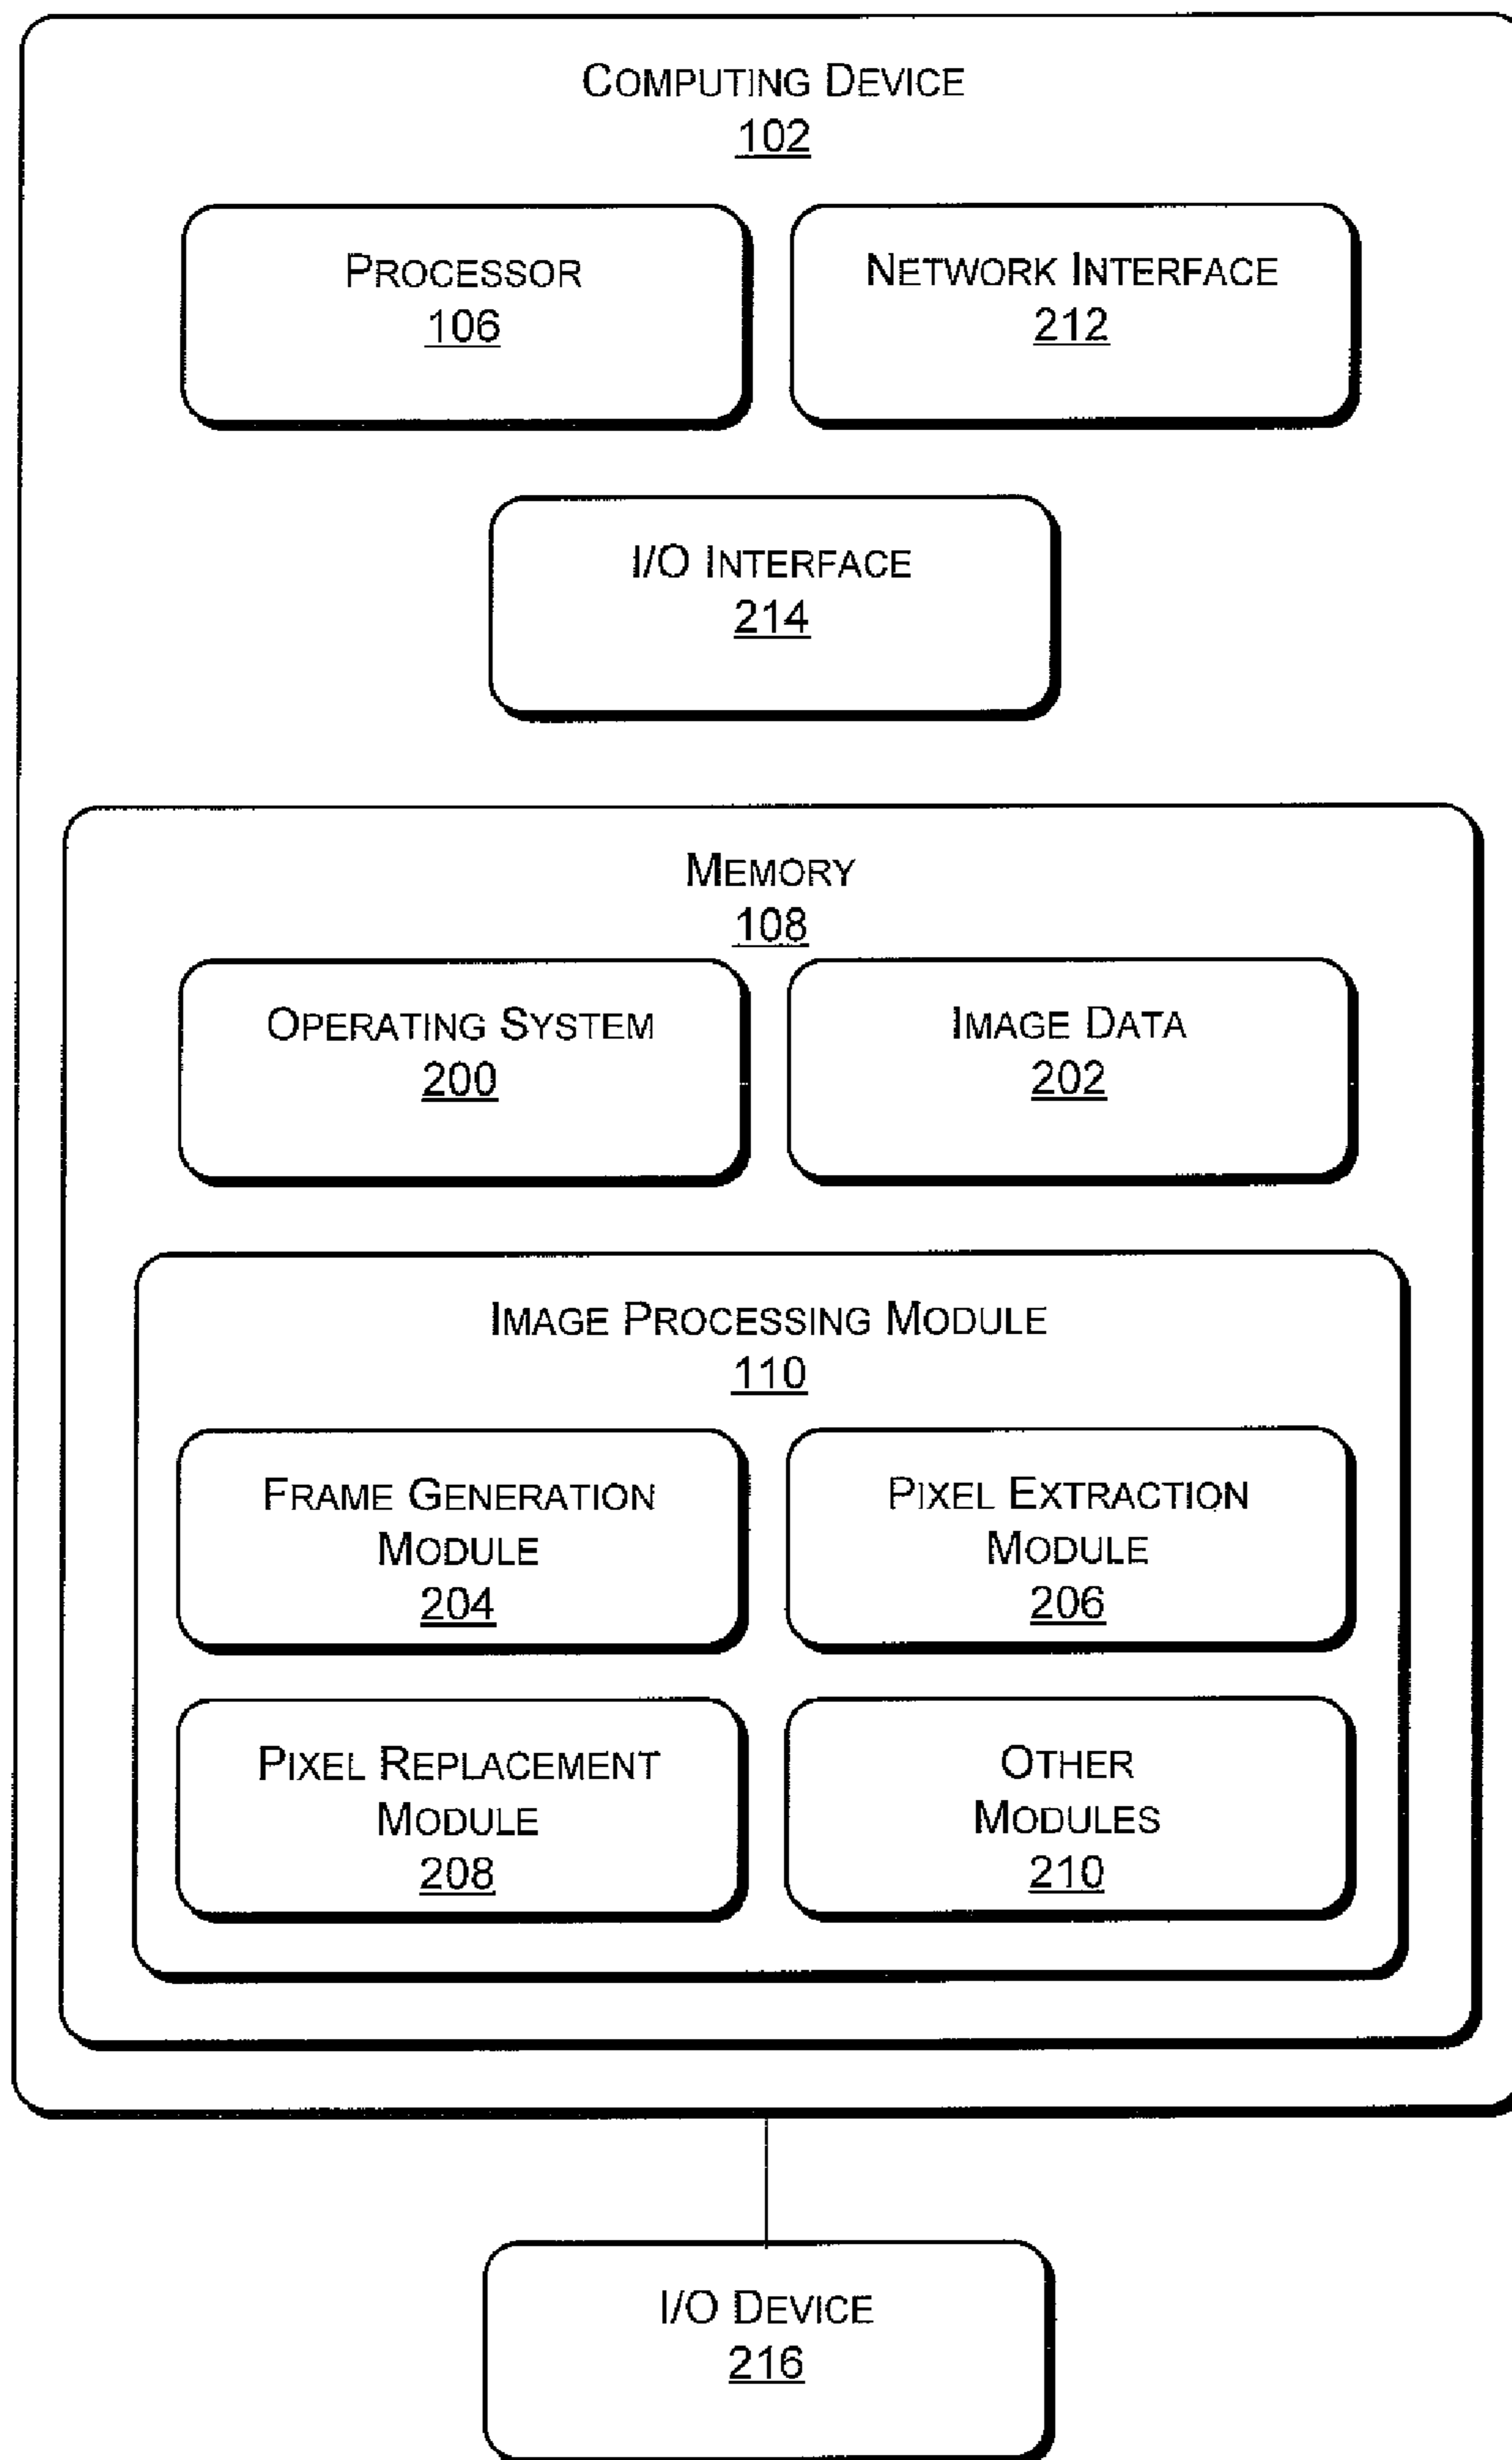 COMPUTING DEVICE
102
PROCESSOR
106
NETWORK INTERFACE
212
I/O INTERFACE
214
MEMORY
108
OPERATING SYSTEM
200
IMAGE DATA
202
IMAGE PROCESSING MODULE
110
FRAME GENERATION
MODULE
204
PIXEL EXTRACTION
MODULE
206
PIXEL REPLACEMENT
MODULE
208
OTHER
MODULES
210
I/O DEVICE
216